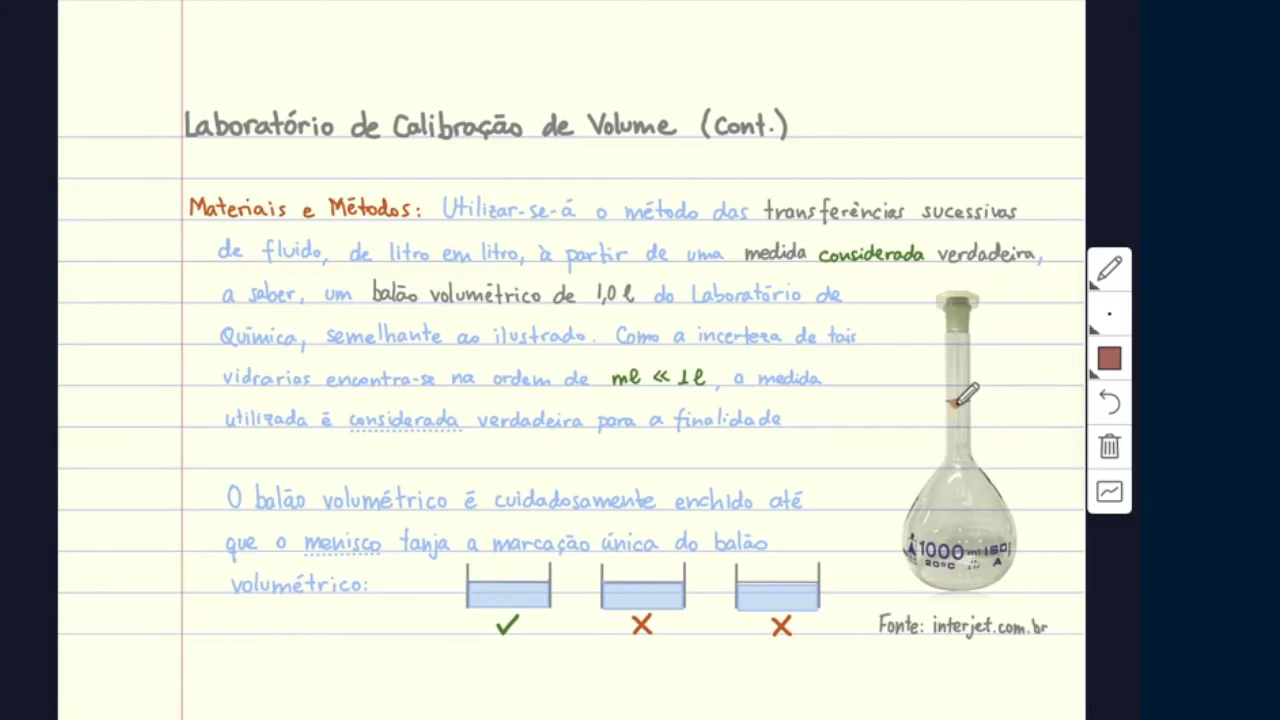 Laboratório de Calibração de Volume (Cont.)
Materiais e Métodos: Utilizar-se-á o método das transferências sucessivas
de fluido, de litro em litro, à partir de uma medida considerada verdadeira,
a saber, um balão volumétrico de 1,0 l do Laboratório de
Química, semelhante ao ilustrado. Como a incerteza de tais
vidrarias encontra-se na ordem de ml << 1l, a medida
utilizada é considerada verdadeira para a finalidade
O balão volumétrico é cuidadosamente enchido até
que o menisco tanja a marcação única do balão
volumétrico:
1000 ml ISO
20°C A
Fonte: interjet.com.br